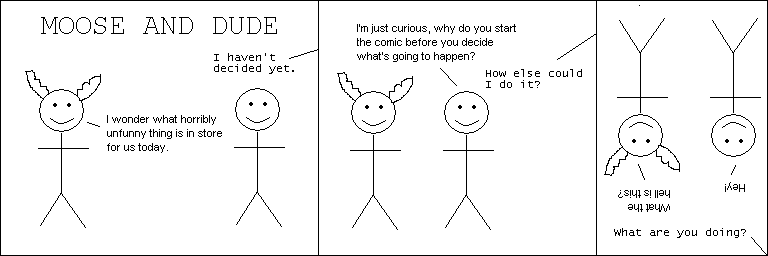 MOOSE AND DUDE
I haven't
decided yet.
I wonder what horribly
unfunny thing is in store
for us today.
I'm just curious, why do you start
the comic before you decide
what's going to happen?
How else could
I do it?
What the
hell is this?
Hey!
What are you doing?